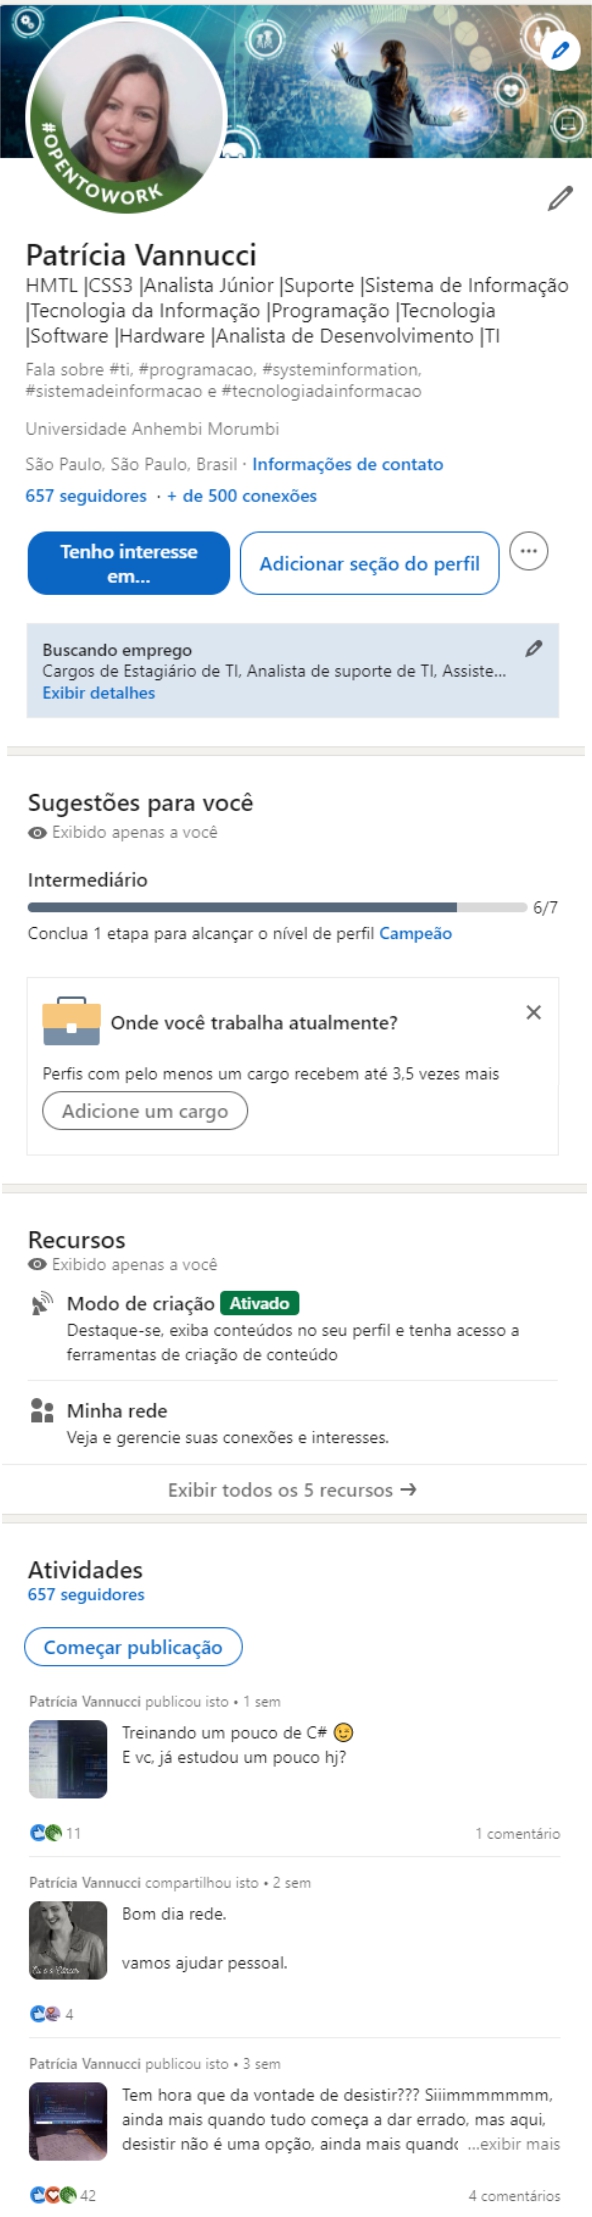 #OPENTOWORK
Patrícia Vannucci
HMTL |CSS3 |Analista Júnior |Suporte |Sistema de Informação
|Tecnologia da Informação |Programação |Tecnologia
|Software |Hardware |Analista de Desenvolvimento |TI
Fala sobre #ti, #programacao, #systeminformation,
#sistemadeinformacao e #tecnologiadainformacao
Universidade Anhembi Morumbi
São Paulo, São Paulo, Brasil · Informações de contato
657 seguidores · + de 500 conexões
Tenho interesse
em...
Adicionar seção do perfil
Buscando emprego
Cargos de Estagiário de TI, Analista de suporte de TI, Assiste...
Exibir detalhes
Sugestões para você
Exibido apenas a você
Intermediário
6/7
Conclua 1 etapa para alcançar o nível de perfil Campeão
Onde você trabalha atualmente?
Perfis com pelo menos um cargo recebem até 3,5 vezes mais
Adicione um cargo
Recursos
Exibido apenas a você
Modo de criação Ativado
Destaque-se, exiba conteúdos no seu perfil e tenha acesso a
ferramentas de criação de conteúdo
Minha rede
Veja e gerencie suas conexões e interesses.
Exibir todos os 5 recursos →
Atividades
657 seguidores
Começar publicação
Patrícia Vannucci publicou isto • 1 sem
Treinando um pouco de C# 😉
E vc, já estudou um pouco hj?
11
1 comentário
Patrícia Vannucci compartilhou isto • 2 sem
Bom dia rede.
vamos ajudar pessoal.
4
Patrícia Vannucci publicou isto • 3 sem
Tem hora que da vontade de desistir??? Siiimmmmmmm,
ainda mais quando tudo começa a dar errado, mas aqui,
desistir não é uma opção, ainda mais quando ...exibir mais
42
4 comentários